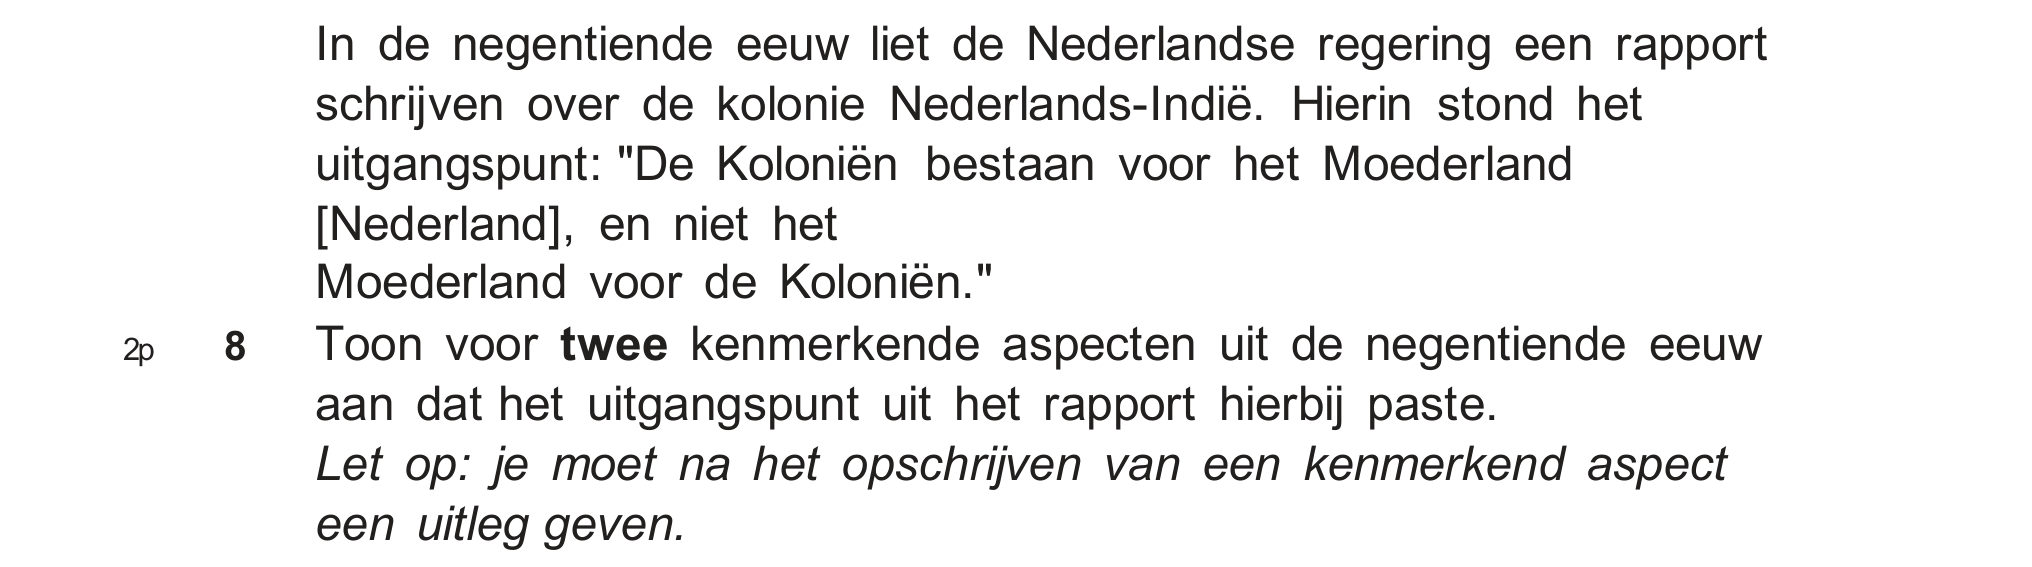 In de negentiende eeuw liet de Nederlandse regering een rapport
schrijven over de kolonie Nederlands-Indië. Hierin stond het
uitgangspunt: "De Koloniën bestaan voor het Moederland
[Nederland], en niet het
Moederland voor de Koloniën."
2p 8 Toon voor twee kenmerkende aspecten uit de negentiende eeuw
aan dat het uitgangspunt uit het rapport hierbij paste.
Let op: je moet na het opschrijven van een kenmerkend aspect
een uitleg geven.